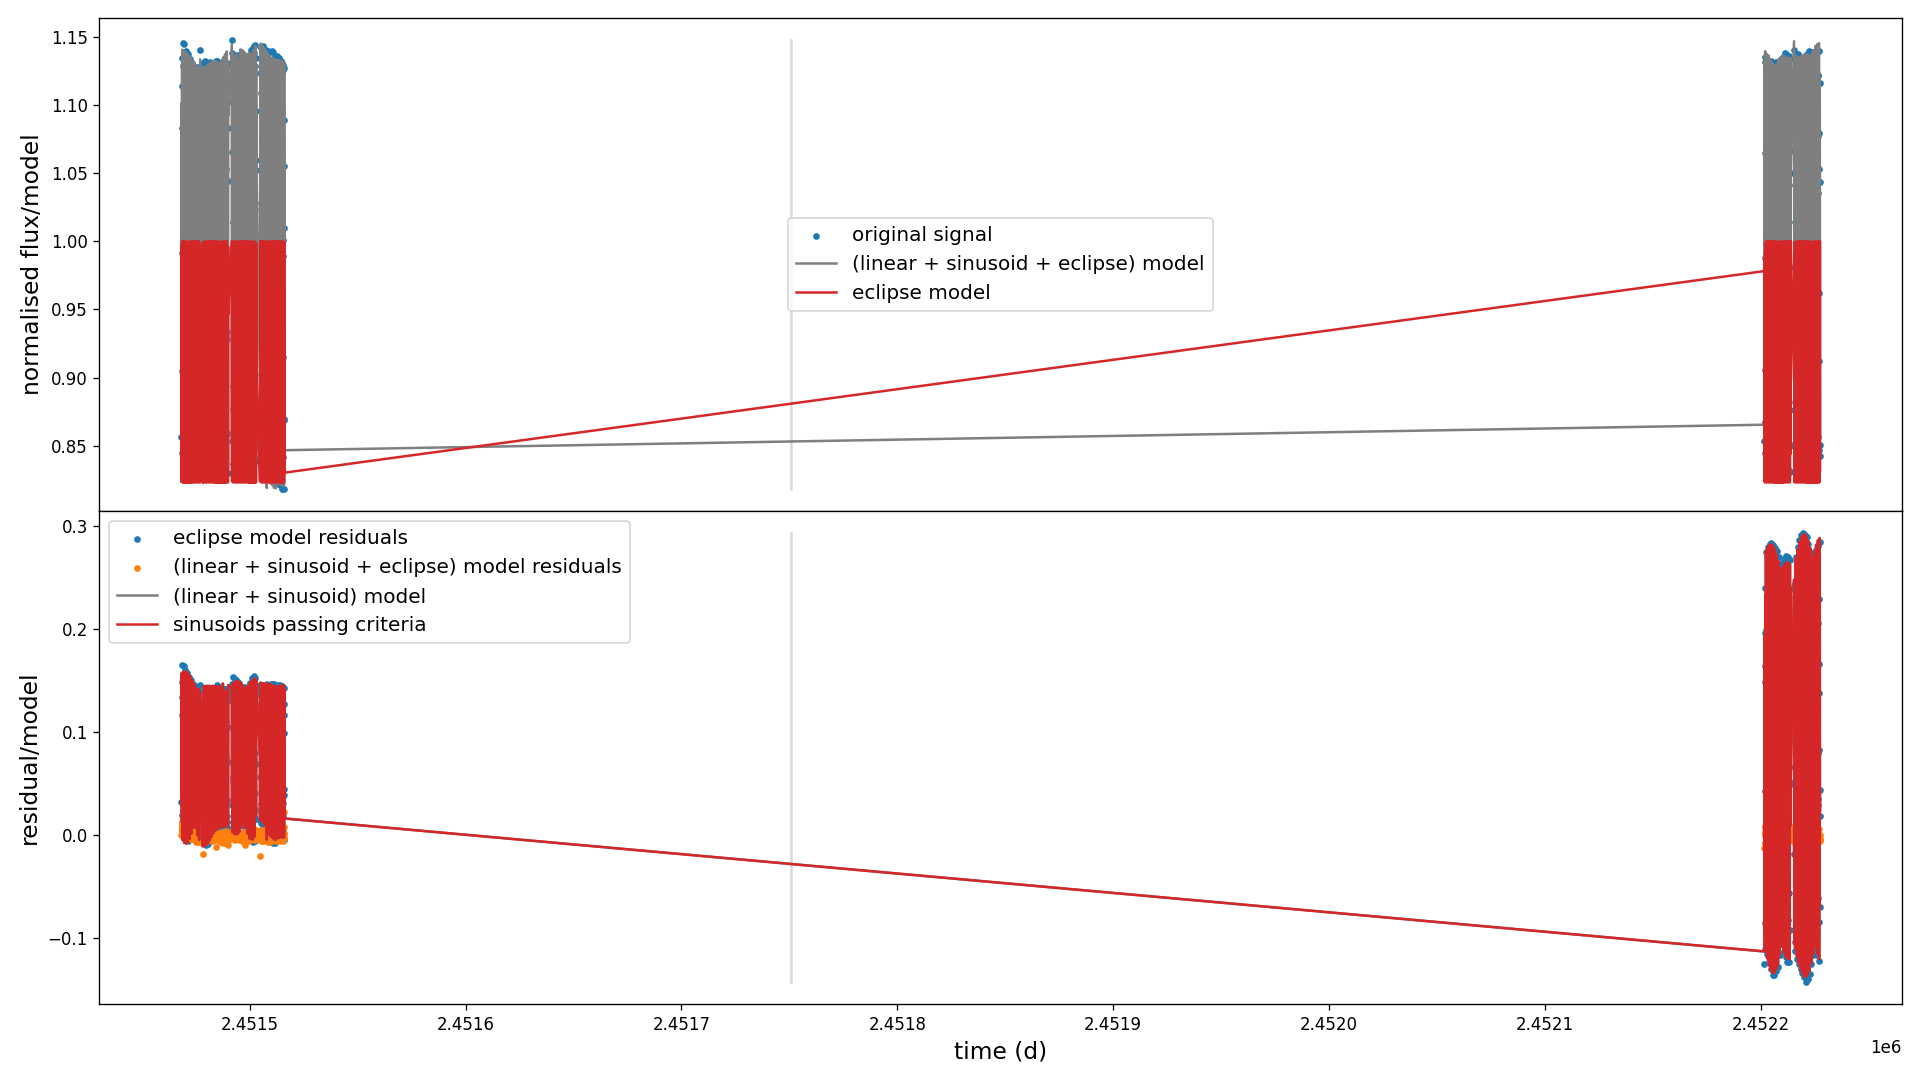 normalised flux/model
1.15
1.10
1.05
1.00
0.95
0.90
0.85
original signal
(linear + sinusoid + eclipse) model
eclipse model
residual/model
0.3
0.2
0.1
0.0
−0.1
eclipse model residuals
(linear + sinusoid + eclipse) model residuals
(linear + sinusoid) model
sinusoids passing criteria
2.4515
2.4516
2.4517
2.4518
2.4519
2.4520
2.4521
2.4522
1e6
time (d)